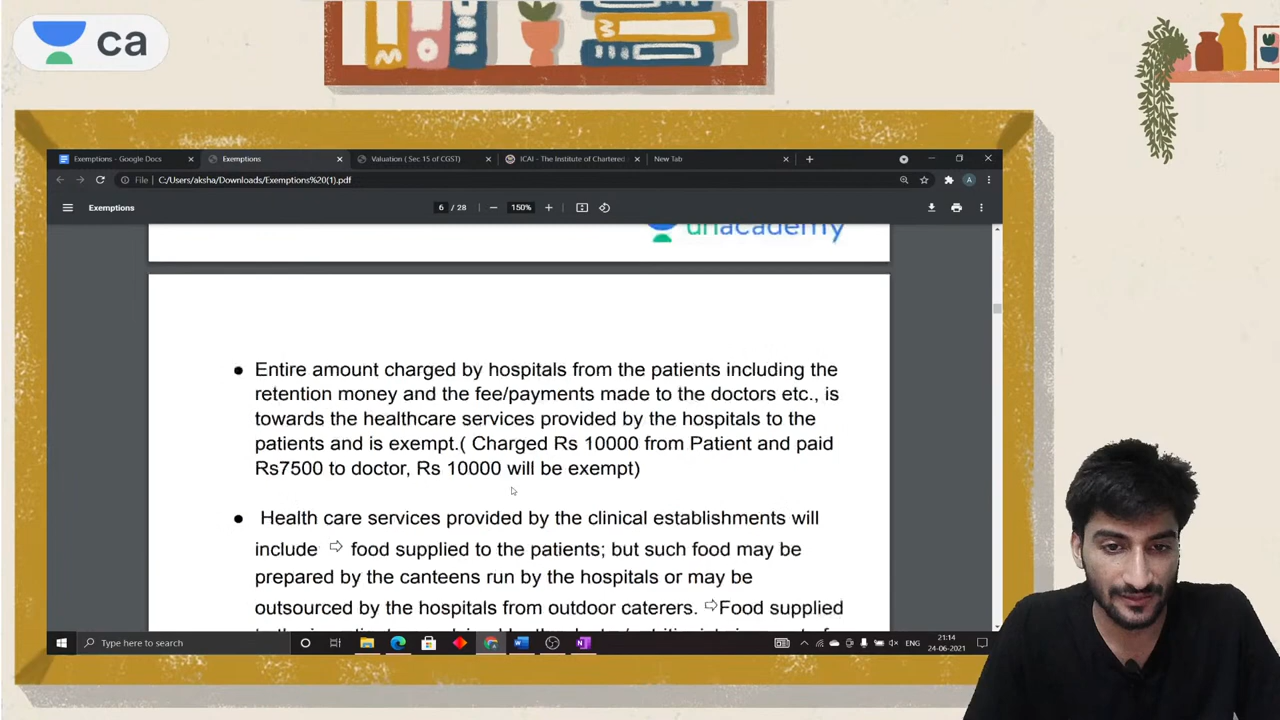 ca
Exemptions - Google Docs
Exemptions
Valuation ( Sec 15 of CGST)
ICAI - The Institute of Chartered
New Tab
File
C:/Users/aksha/Downloads/Exemptions%20(1).pdf
A
Exemptions
6 / 28
150%
unacademy
Entire amount charged by hospitals from the patients including the
retention money and the fee/payments made to the doctors etc., is
towards the healthcare services provided by the hospitals to the
patients and is exempt.( Charged Rs 10000 from Patient and paid
Rs7500 to doctor, Rs 10000 will be exempt)
Health care services provided by the clinical establishments will
include ⇨ food supplied to the patients; but such food may be
prepared by the canteens run by the hospitals or may be
outsourced by the hospitals from outdoor caterers. ⇨Food supplied
Type here to search
ENG
21:14
24-06-2021